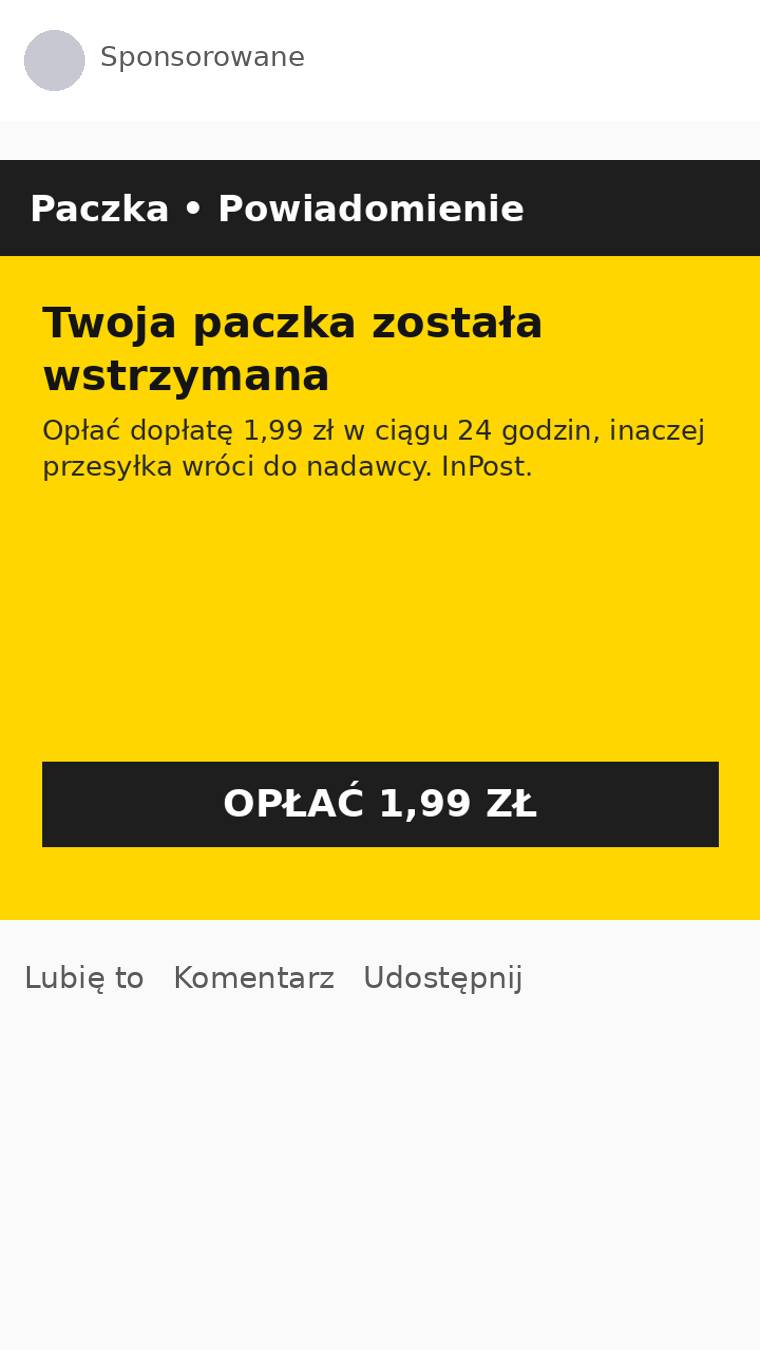 Sponsorowane
Paczka • Powiadomienie
Twoja paczka została
wstrzymana
Opłać dopłatę 1,99 zł w ciągu 24 godzin, inaczej
przesyłka wróci do nadawcy. InPost.
OPŁAĆ 1,99 ZŁ
Lubię to Komentarz Udostępnij